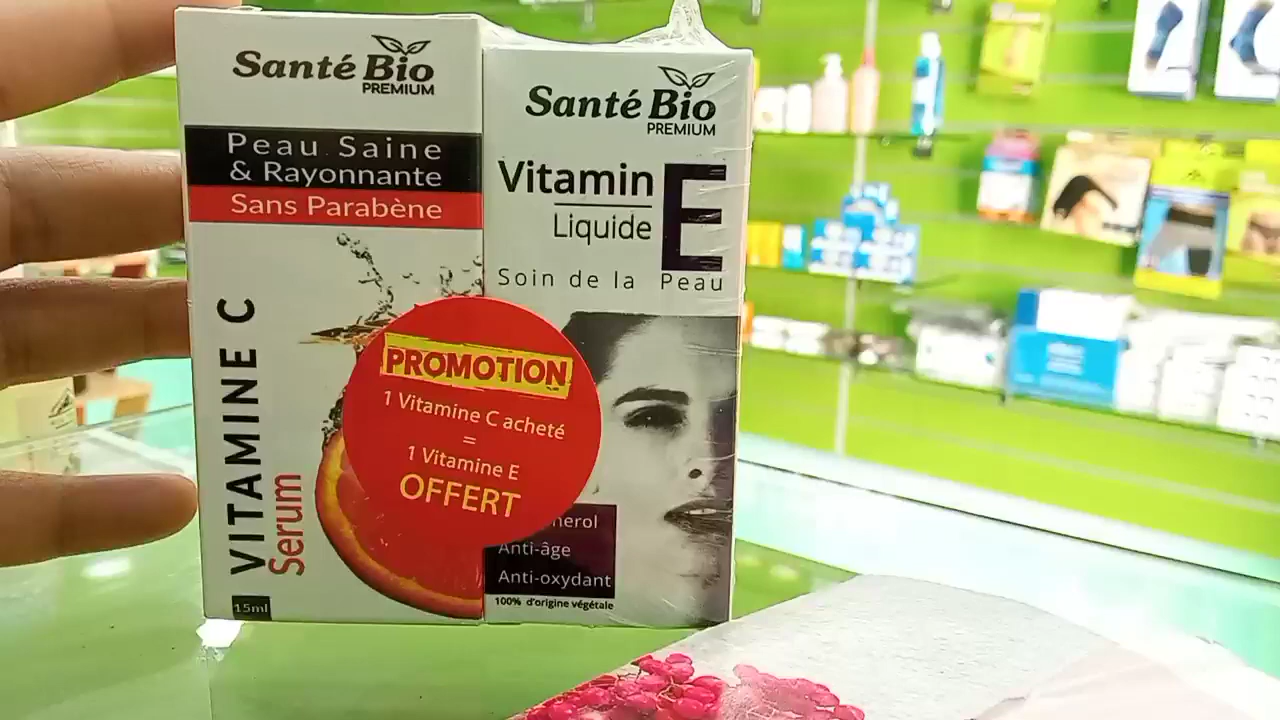 Santé Bio
PREMIUM
Peau Saine
& Rayonnante
Sans Parabène
VITAMINE C
Serum
15ml
Santé Bio
PREMIUM
Vitamin E
Liquide
Soin de la Peau
PROMOTION
1 Vitamine C acheté
=
1 Vitamine E
OFFERT
Anti-âge
Anti-oxydant
100% d'origine végétale